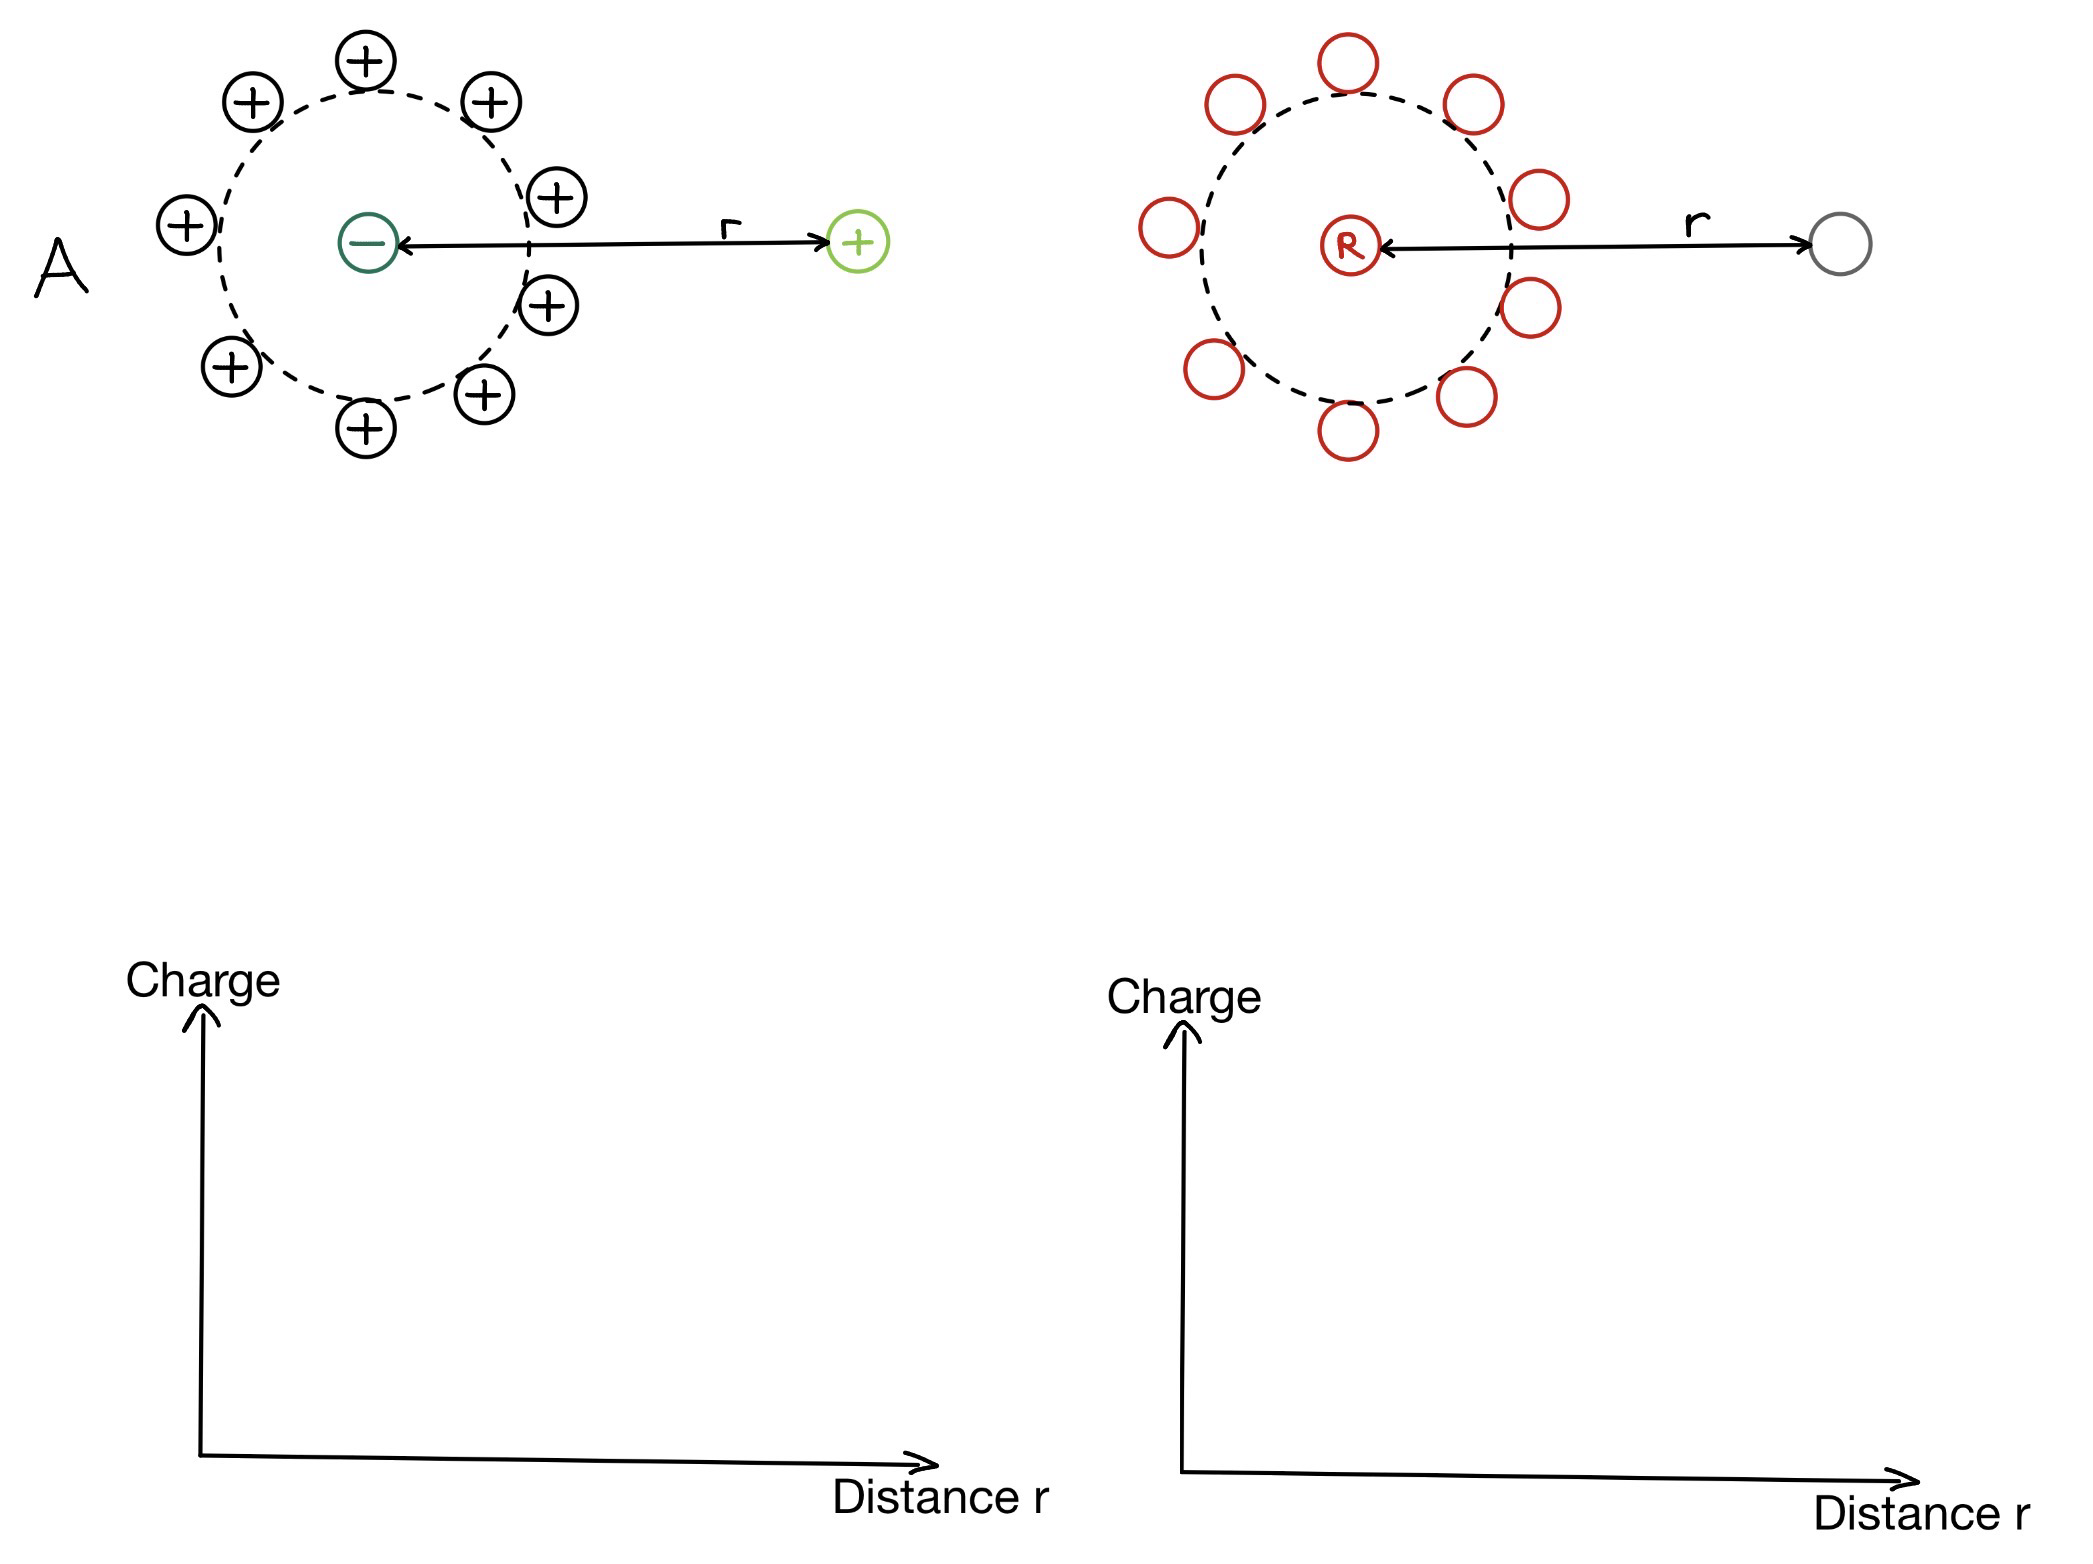 + + +
+ +
A + − r + R r
+
+ +
+
Charge Charge
Distance r Distance r